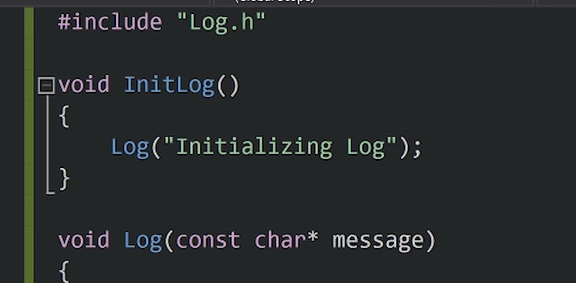 #include "Log.h"
void InitLog()
{
Log("Initializing Log");
}
void Log(const char* message)
{